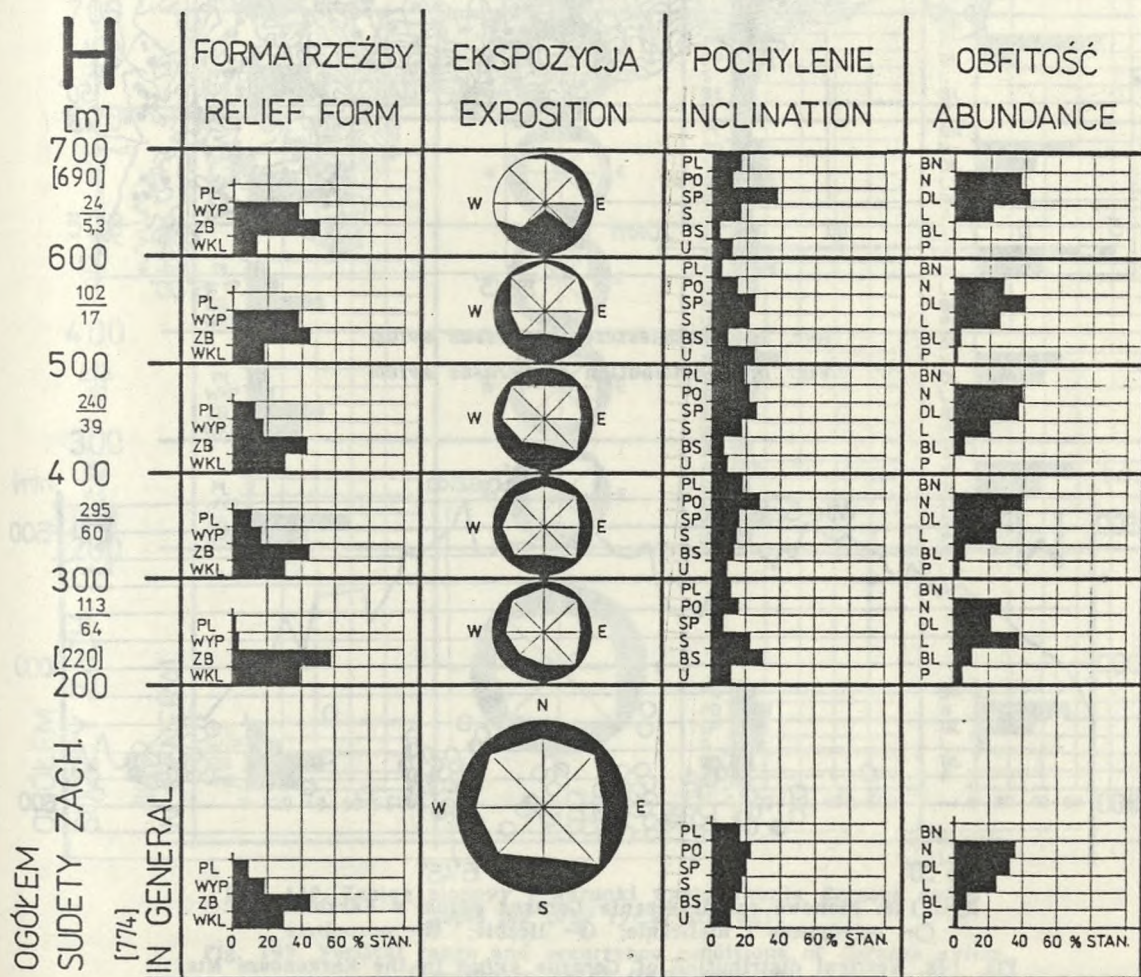 H
[m]
FORMA RZEŹBY
RELIEF FORM
EKSPOZYCJA
EXPOSITION
POCHYLENIE
INCLINATION
OBFITOŚĆ
ABUNDANCE
700
[690]
24
53
PL
WYP
ZB
WKL
W
E
PL
PO
SP
S
BS
U
BN
N
DL
L
BL
P
600
102
17
PL
WYP
ZB
WKL
W
E
PL
PO
SP
S
BS
U
BN
N
DL
L
BL
P
500
240
39
PL
WYP
ZB
WKL
W
E
PL
PO
SP
S
BS
U
BN
N
DL
L
BL
P
400
295
60
PL
WYP
ZB
WKL
W
E
PL
PO
SP
S
BS
U
BN
N
DL
L
BL
P
300
113
64
[220]
PL
WYP
ZB
WKL
W
E
PL
PO
SP
S
BS
U
BN
N
DL
L
BL
P
200
OGÓŁEM
SUDETY ZACH.
[774]
IN GENERAL
PL
WYP
ZB
WKL
0 20 40 60 % STAN.
N
W
E
S
PL
PO
SP
S
BS
U
0 20 40 60 % STAN.
BN
N
DL
L
BL
P
0 20 40 60 % STAN.